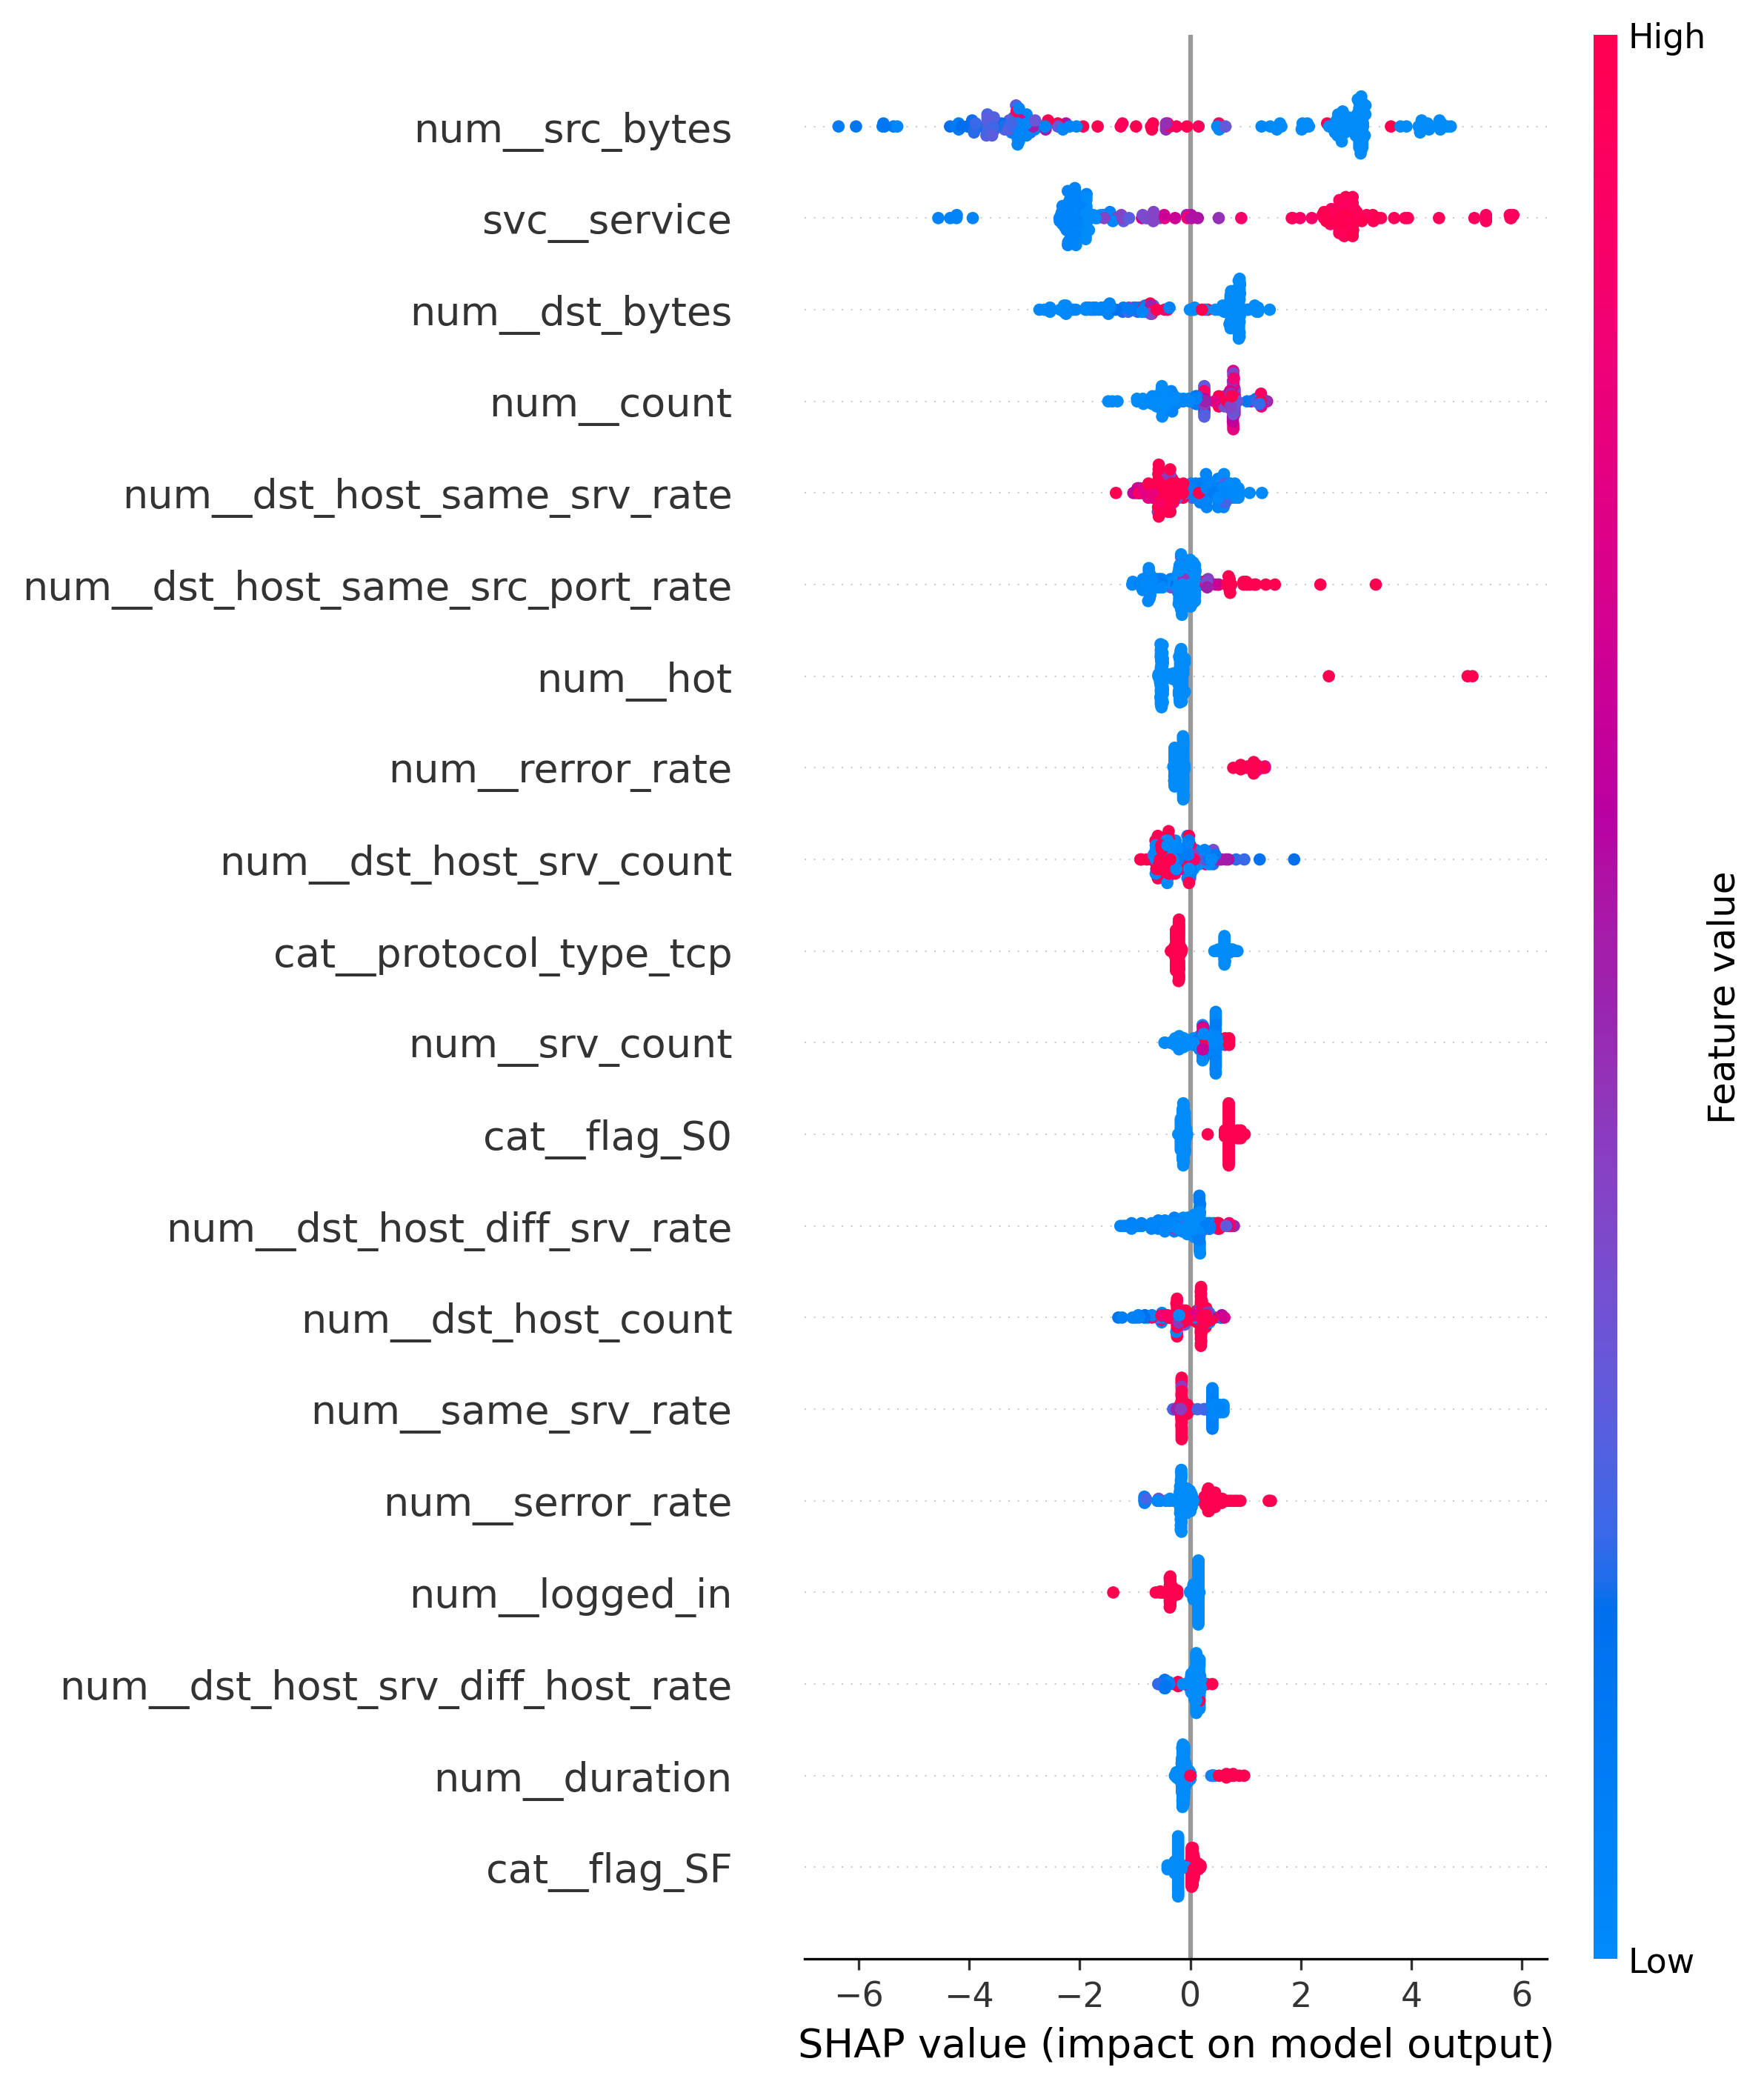 High
num__src_bytes
svc__service
num__dst_bytes
num__count
num__dst_host_same_srv_rate
num__dst_host_same_src_port_rate
num__hot
num__rerror_rate
num__dst_host_srv_count
cat__protocol_type_tcp
num__srv_count
cat__flag_S0
num__dst_host_diff_srv_rate
num__dst_host_count
num__same_srv_rate
num__serror_rate
num__logged_in
num__dst_host_srv_diff_host_rate
num__duration
cat__flag_SF
Feature value
Low
−6 −4 −2 0 2 4 6
SHAP value (impact on model output)